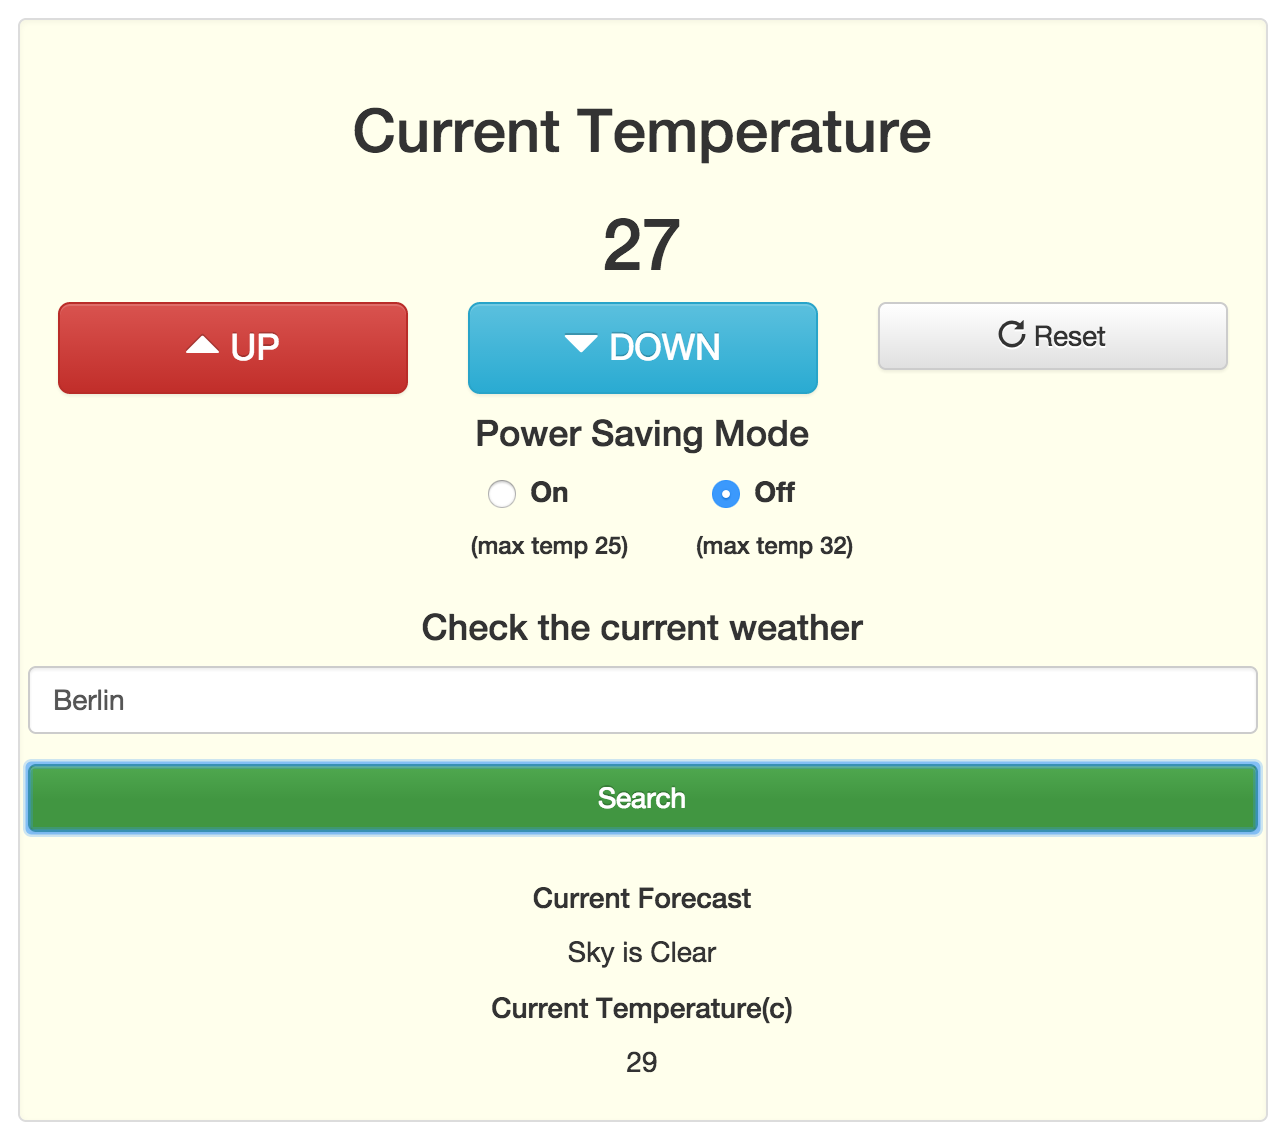 Current Temperature
27
UP DOWN Reset
Power Saving Mode
On Off
(max temp 25) (max temp 32)
Check the current weather
Berlin
Search
Current Forecast
Sky is Clear
Current Temperature(c)
29